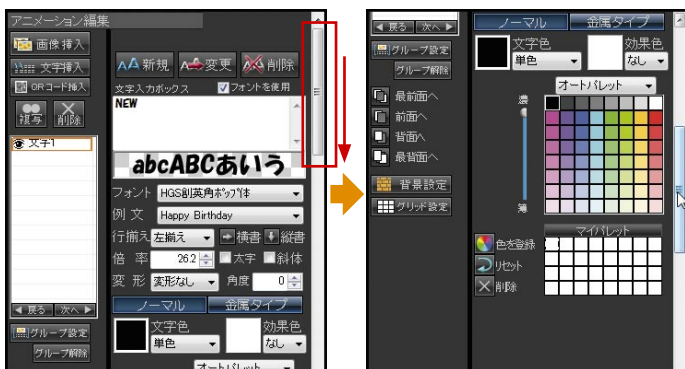 アニメーション編集
画像挿入
文字挿入
QRコード挿入
複写 削除
文字1
戻る 次へ
グループ設定
グループ解除
新規 変更 削除
文字入力ボックス フォントを使用
NEW
abcABCあいう
フォント HGS創英角ポップ体
例文 Happy Birthday
行揃え 左揃え 横書 縦書
倍率 26.2 太字 斜体
変形 変形なし 角度 0
ノーマル 金属タイプ
文字色 効果色
単色 なし
オートパレット
戻る 次へ
グループ設定
グループ解除
最前面へ
前面へ
背面へ
最背面へ
背景設定
グリッド設定
ノーマル 金属タイプ
文字色 効果色
単色 なし
オートパレット
濃
薄
マイパレット
色を登録
リセット
削除